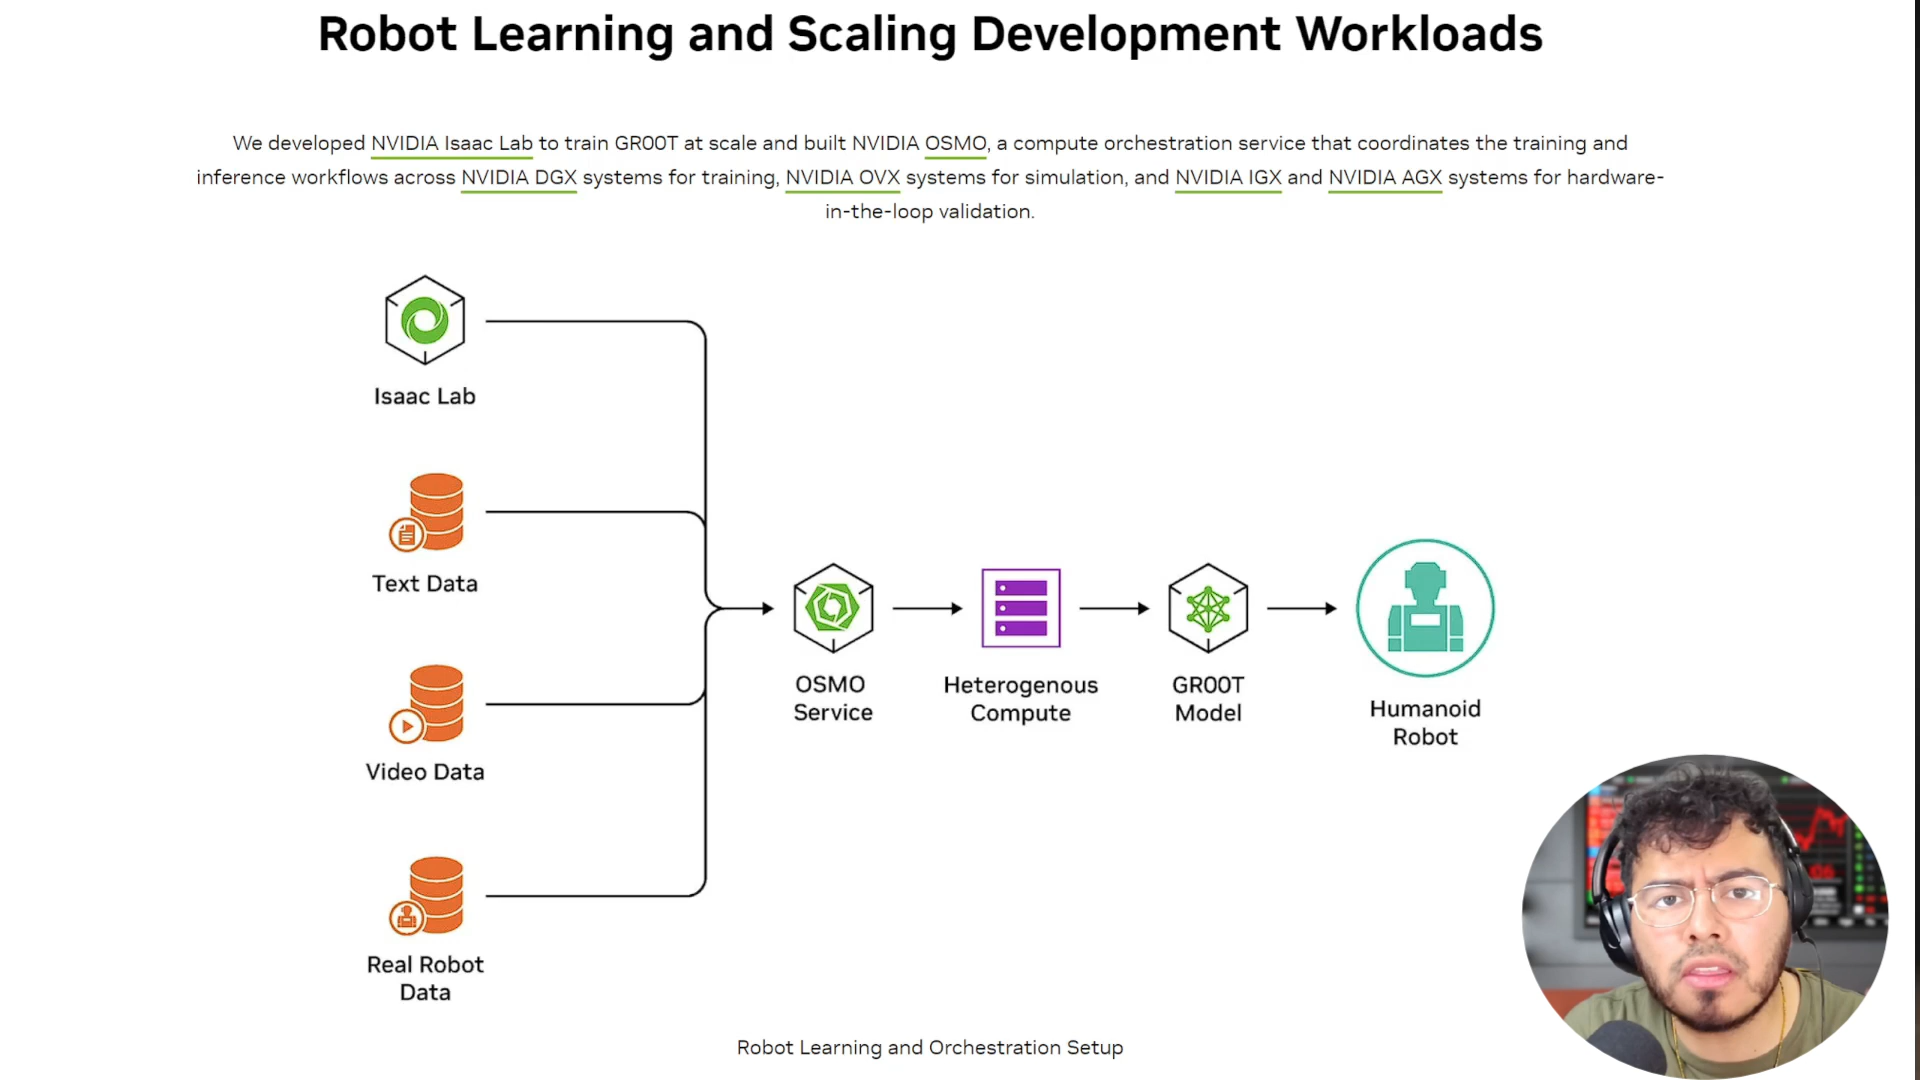 Robot Learning and Scaling Development Workloads
We developed NVIDIA Isaac Lab to train GR00T at scale and built NVIDIA OSMO, a compute orchestration service that coordinates the training and
inference workflows across NVIDIA DGX systems for training, NVIDIA OVX systems for simulation, and NVIDIA IGX and NVIDIA AGX systems for hardware-
in-the-loop validation.
Isaac Lab
Text Data
Video Data
Real Robot
Data
OSMO
Service
Heterogenous
Compute
GR00T
Model
Humanoid
Robot
Robot Learning and Orchestration Setup